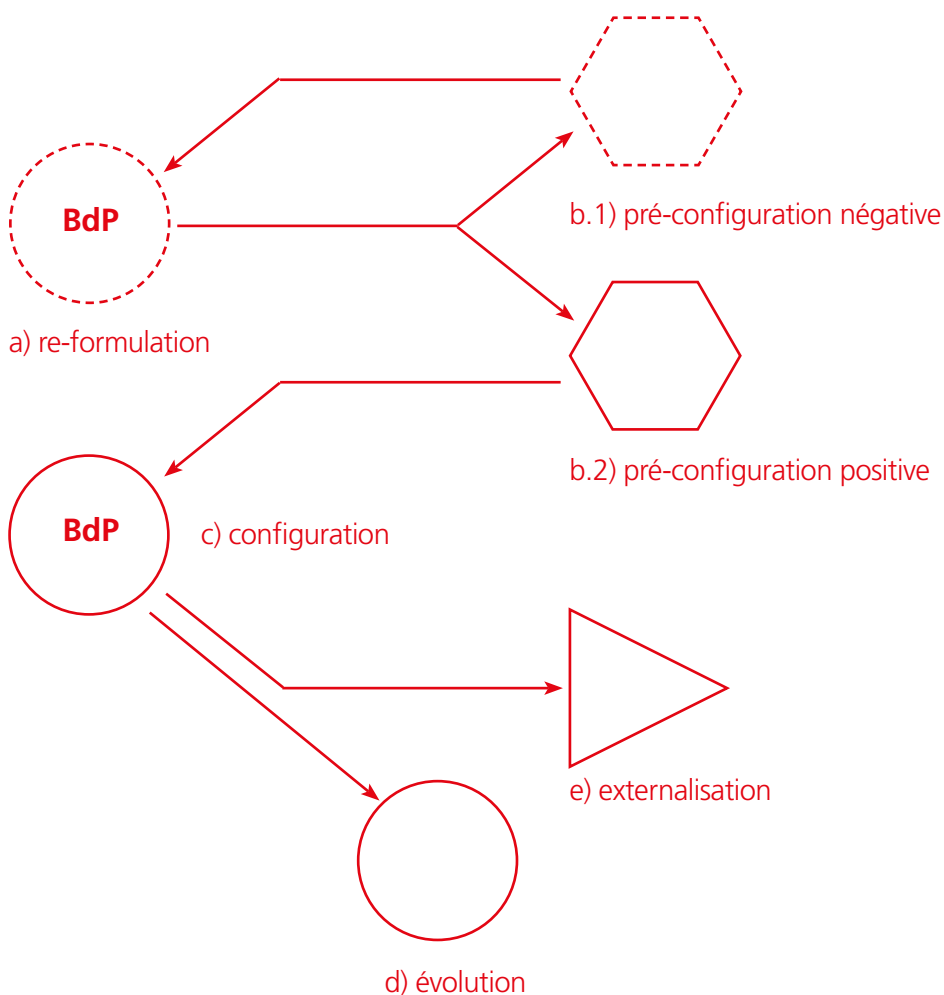 BdP
b.1) pré-configuration négative
a) re-formulation
b.2) pré-configuration positive
BdP
c) configuration
e) externalisation
d) évolution